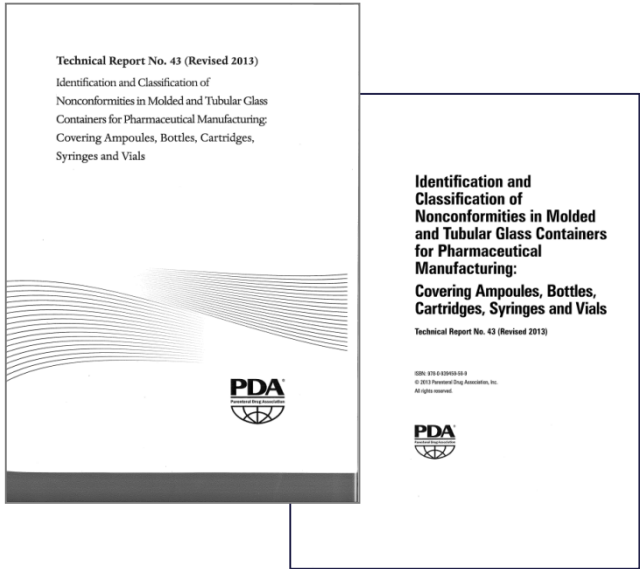 Technical Report No. 43 (Revised 2013)
Identification and Classification of
Nonconformities in Molded and Tubular Glass
Containers for Pharmaceutical Manufacturing:
Covering Ampoules, Bottles, Cartridges,
Syringes and Vials
PDA
Parenteral Drug Association
Identification and
Classification of
Nonconformities in Molded
and Tubular Glass Containers
for Pharmaceutical
Manufacturing:
Covering Ampoules, Bottles,
Cartridges, Syringes and Vials
Technical Report No. 43 (Revised 2013)
© 2013 Parenteral Drug Association, Inc.
All rights reserved.
PDA
Parenteral Drug Association